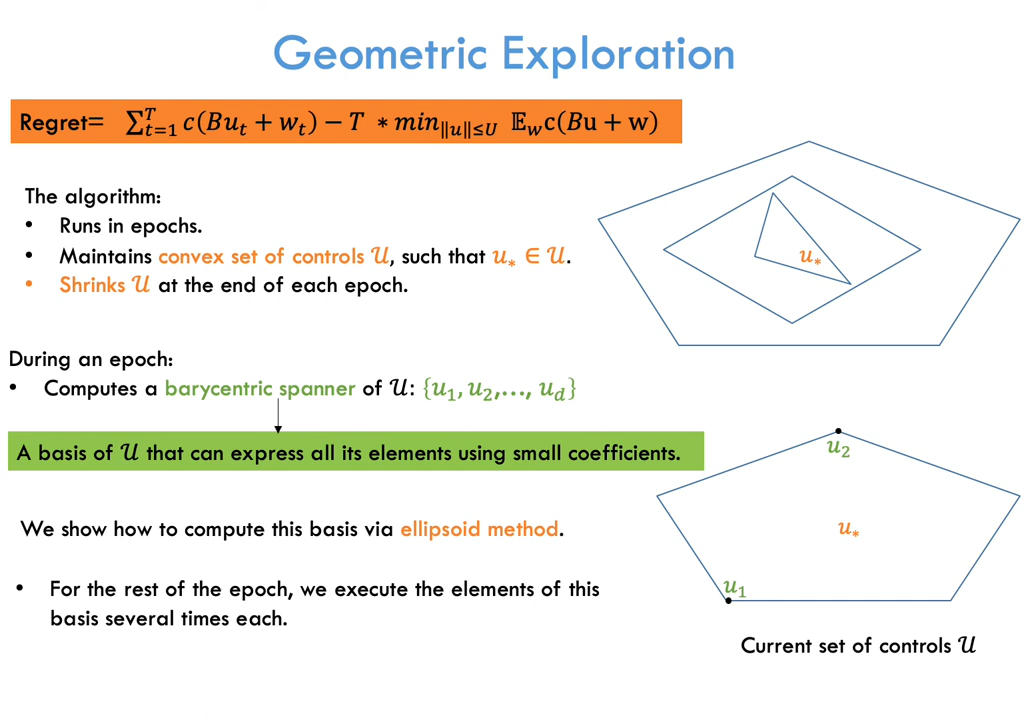 Geometric Exploration
Regret= ∑_{t=1}^{T} c(Bu_t + w_t) − T * min_{‖u‖≤U} 𝔼_w c(Bu + w)
The algorithm:
• Runs in epochs.
• Maintains convex set of controls 𝒰, such that u_* ∈ 𝒰.
• Shrinks 𝒰 at the end of each epoch.
u_*
During an epoch:
• Computes a barycentric spanner of 𝒰: {u_1, u_2,…, u_d}
A basis of 𝒰 that can express all its elements using small coefficients.
u_2
We show how to compute this basis via ellipsoid method.
u_*
• For the rest of the epoch, we execute the elements of this
basis several times each.
u_1
Current set of controls 𝒰